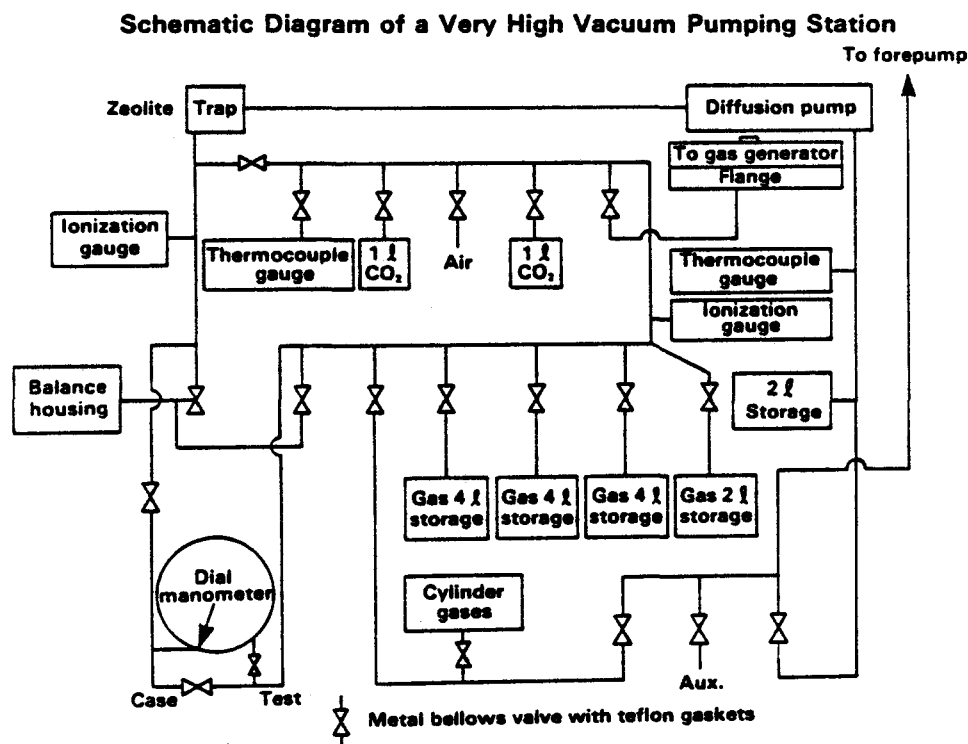 Schematic Diagram of a Very High Vacuum Pumping Station
To forepump
Zeolite
Trap
Diffusion pump
To gas generator
Flange
Ionization
gauge
Thermocouple
gauge
1 ℓ
CO₂
Air
1 ℓ
CO₂
Thermocouple
gauge
Ionization
gauge
Balance
housing
2 ℓ
Storage
Gas 4 ℓ
storage
Gas 4 ℓ
storage
Gas 4 ℓ
storage
Gas 2 ℓ
storage
Dial
manometer
Cylinder
gases
Case
Test
Aux.
Metal bellows valve with teflon gaskets